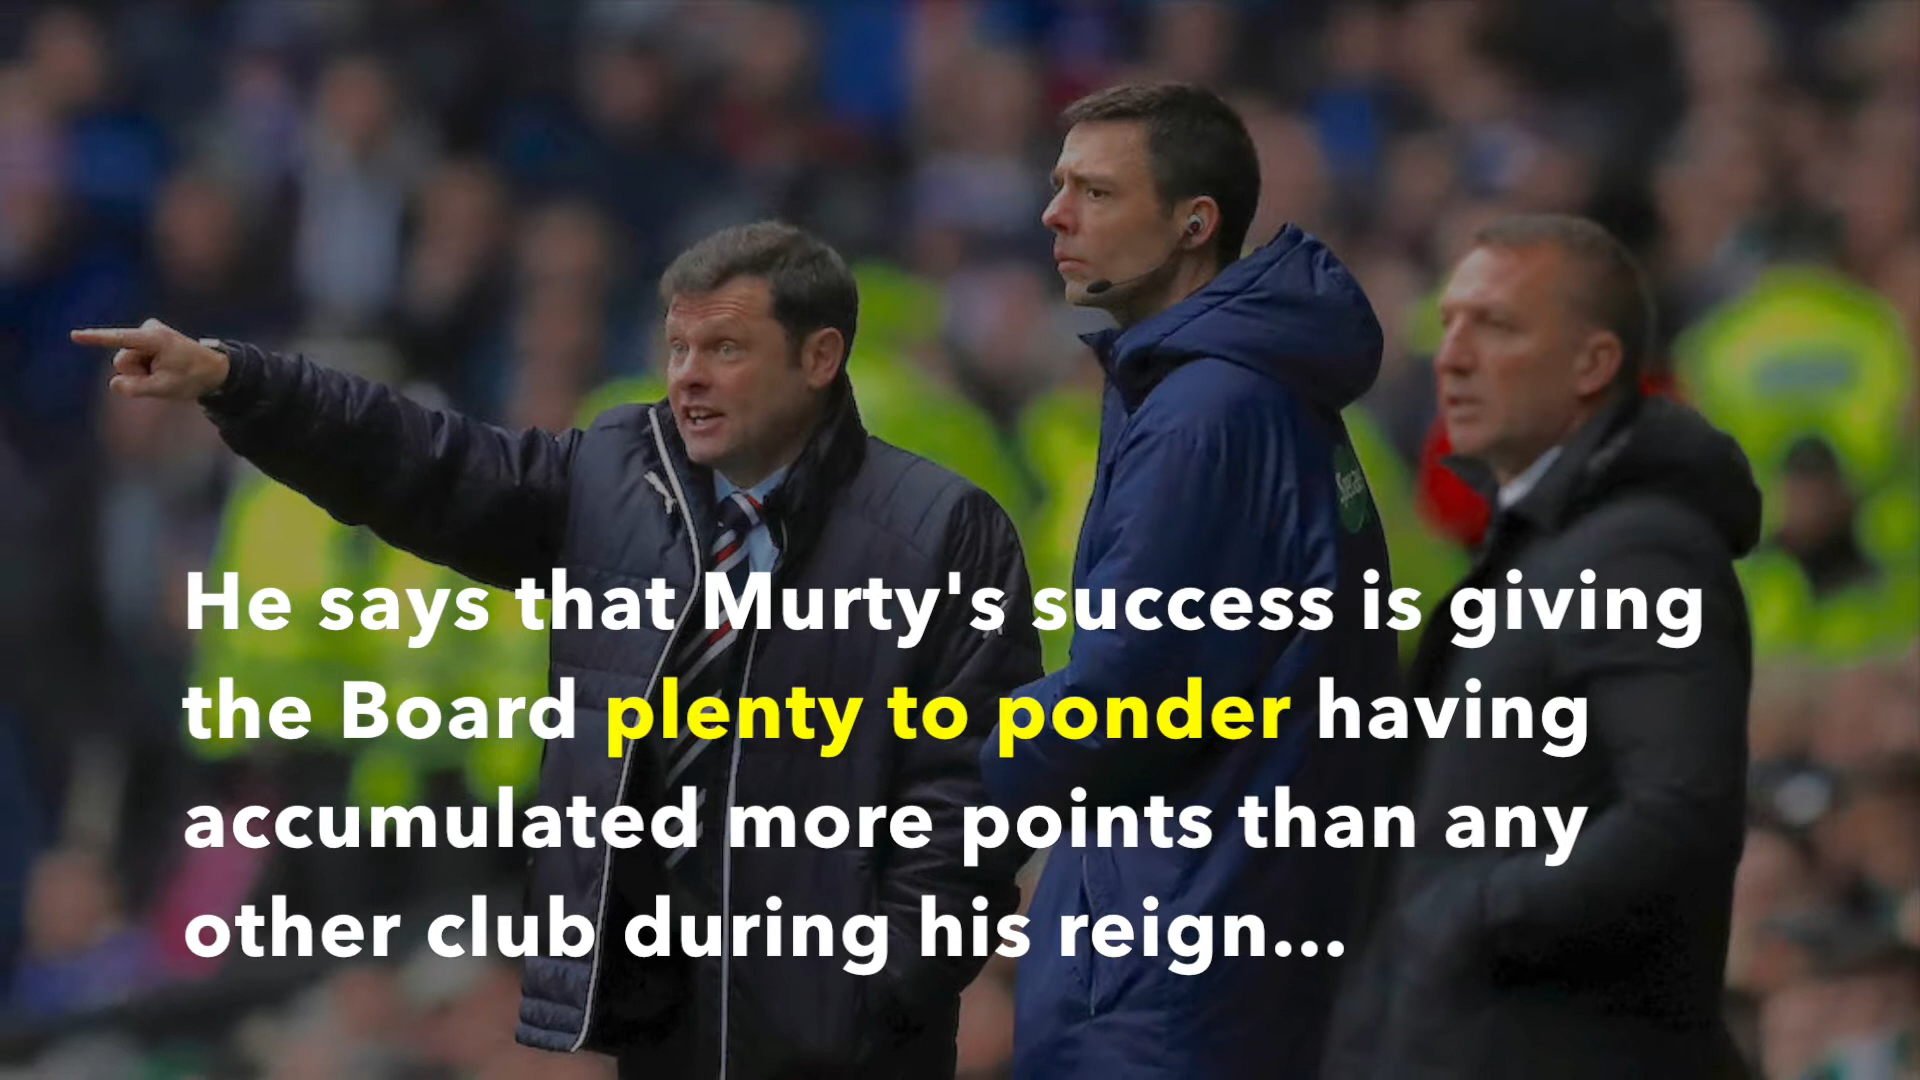 Specsa
He says that Murty's success is giving
the Board plenty to ponder having
accumulated more points than any
other club during his reign...